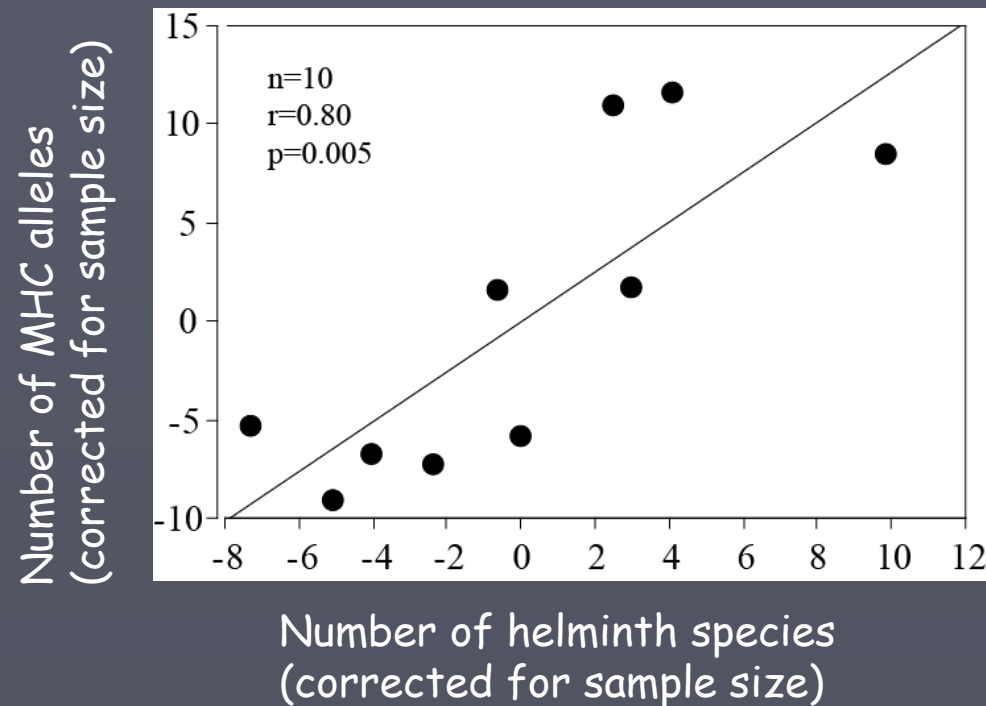 Number of MHC alleles
(corrected for sample size)
15
10
5
0
-5
-10
n=10
r=0.80
p=0.005
-8 -6 -4 -2 0 2 4 6 8 10 12
Number of helminth species
(corrected for sample size)